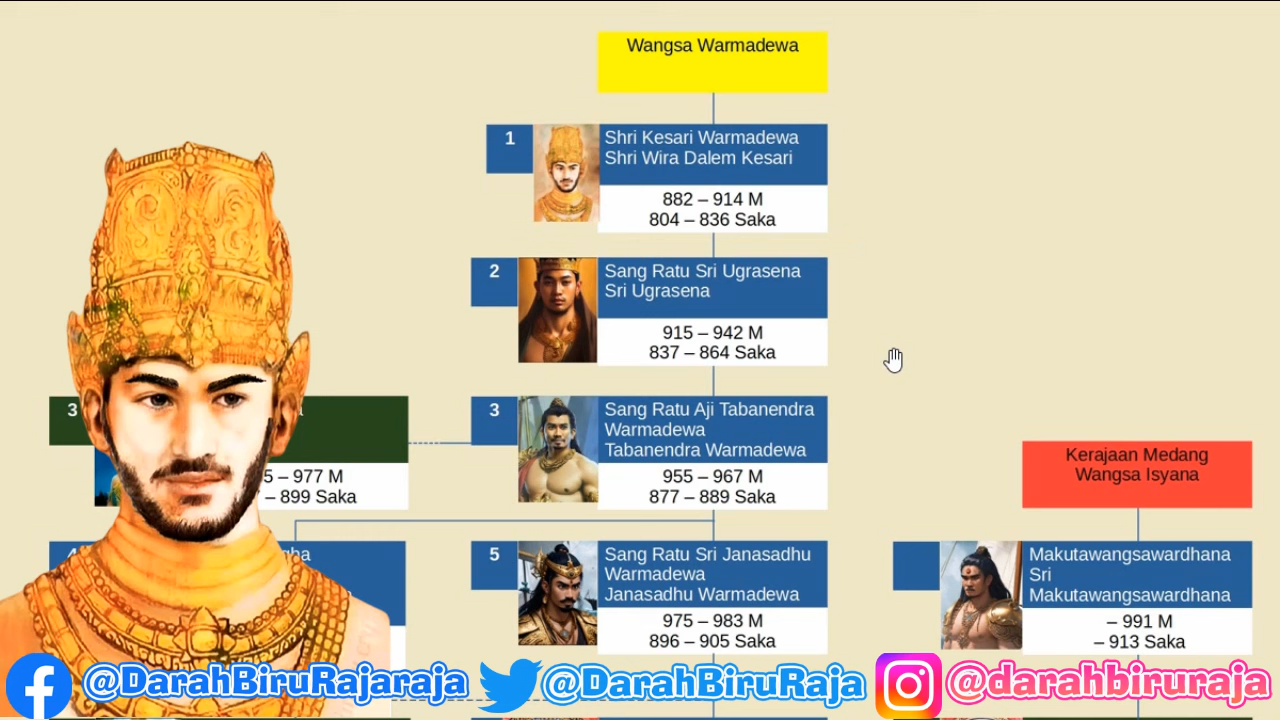 Wangsa Warmadewa
1
Shri Kesari Warmadewa
Shri Wira Dalem Kesari
882 – 914 M
804 – 836 Saka
2
Sang Ratu Sri Ugrasena
Sri Ugrasena
915 – 942 M
837 – 864 Saka
3
– 977 M
– 899 Saka
3
Sang Ratu Aji Tabanendra
Warmadewa
Tabanendra Warmadewa
955 – 967 M
877 – 889 Saka
Kerajaan Medang
Wangsa Isyana
4
5
Sang Ratu Sri Janasadhu
Warmadewa
Janasadhu Warmadewa
975 – 983 M
896 – 905 Saka
Makutawangsawardhana
Sri
Makutawangsawardhana
– 991 M
– 913 Saka
@DarahBiruRajaraja
@DarahBiruRaja
@darahbiruraja